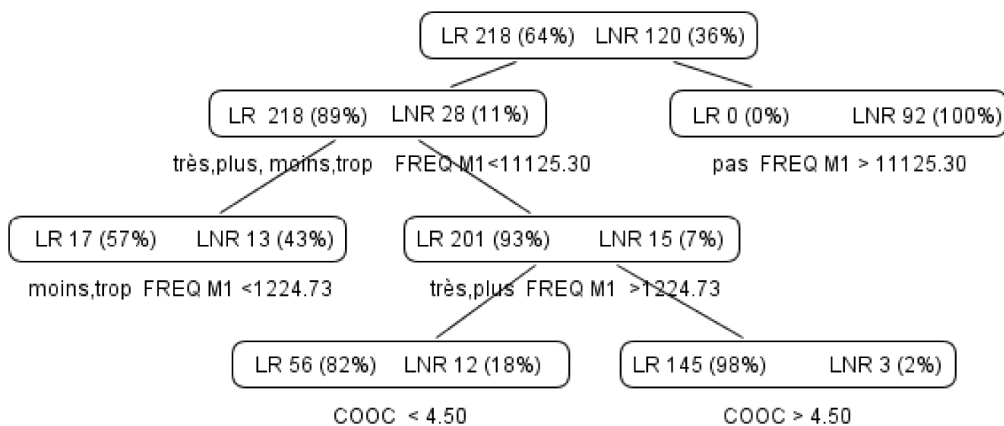 LR 218 (64%) LNR 120 (36%)
LR 218 (89%) LNR 28 (11%)
LR 0 (0%) LNR 92 (100%)
très,plus, moins,trop FREQ M1<11125.30
pas FREQ M1 > 11125.30
LR 17 (57%) LNR 13 (43%)
LR 201 (93%) LNR 15 (7%)
moins,trop FREQ M1 <1224.73
très,plus FREQ M1 >1224.73
LR 56 (82%) LNR 12 (18%)
LR 145 (98%) LNR 3 (2%)
COOC < 4.50
COOC > 4.50